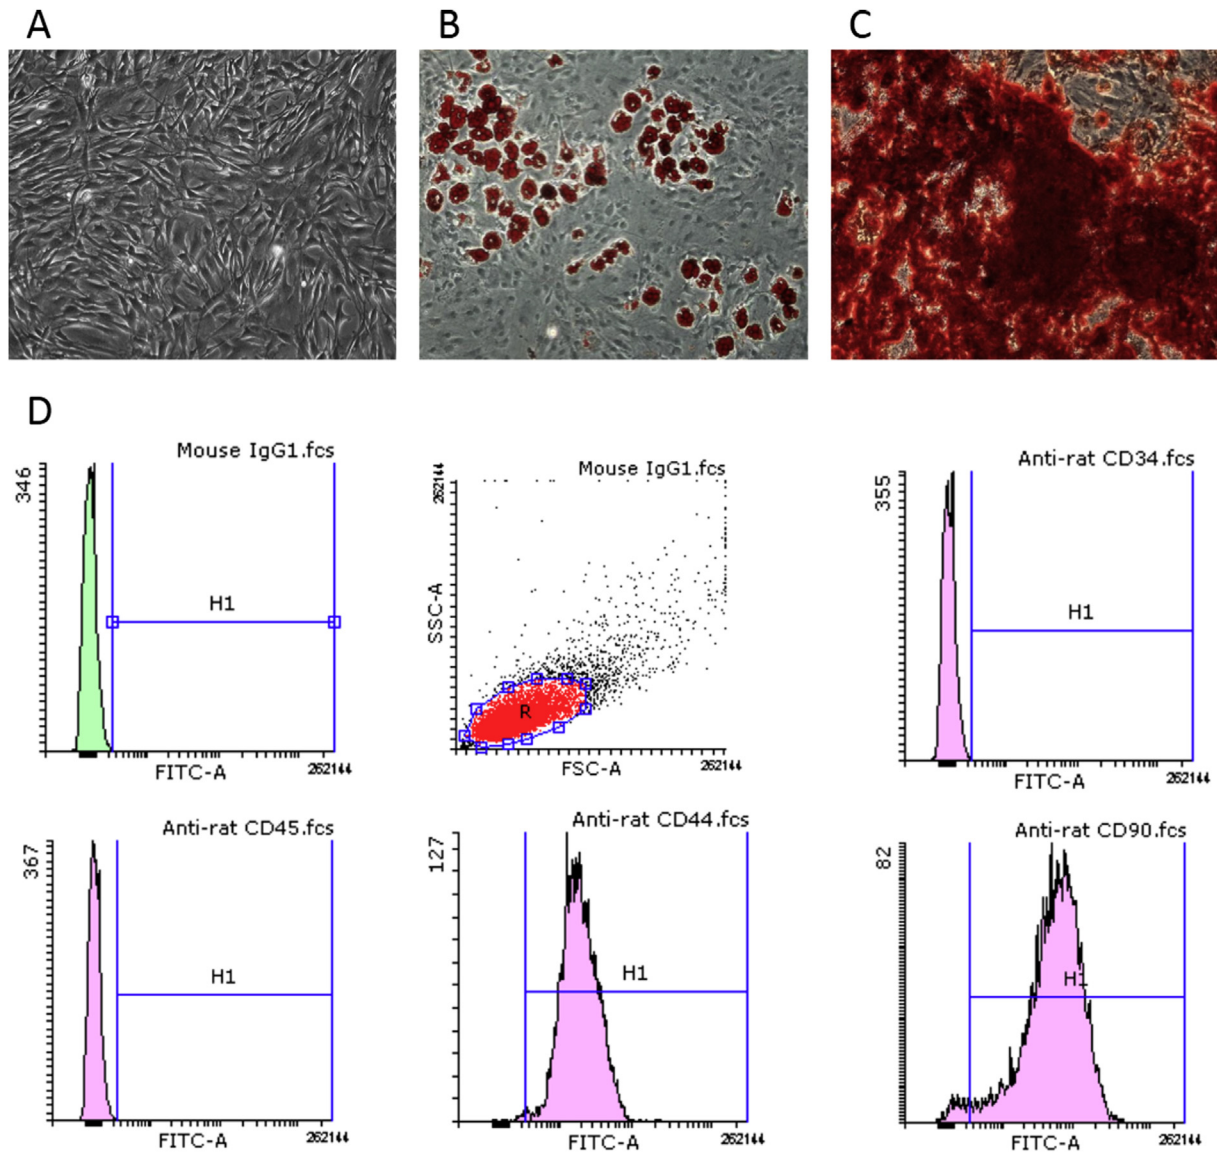 A
B
C
D
Mouse IgG1.fcs
346
H1
FITC-A
262144
Mouse IgG1.fcs
262144
SSC-A
R
FSC-A
262144
Anti-rat CD34.fcs
355
H1
FITC-A
262144
Anti-rat CD45.fcs
367
H1
FITC-A
262144
Anti-rat CD44.fcs
127
H1
FITC-A
262144
Anti-rat CD90.fcs
82
H1
FITC-A
262144